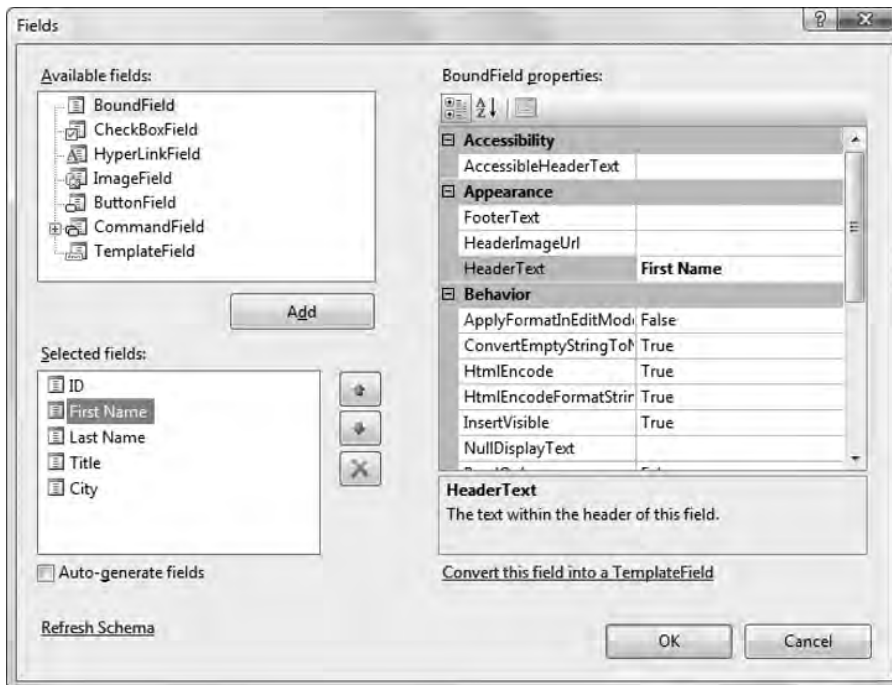 Fields
Available fields:
BoundField
CheckBoxField
HyperLinkField
ImageField
ButtonField
CommandField
TemplateField
Add
Selected fields:
ID
First Name
Last Name
Title
City
Auto-generate fields
Refresh Schema
BoundField properties:
Accessibility
AccessibleHeaderText
Appearance
FooterText
HeaderImageUrl
HeaderText First Name
Behavior
ApplyFormatInEditMod False
ConvertEmptyStringToN True
HtmlEncode True
HtmlEncodeFormatStrin True
InsertVisible True
NullDisplayText
HeaderText
The text within the header of this field.
Convert this field into a TemplateField
OK Cancel